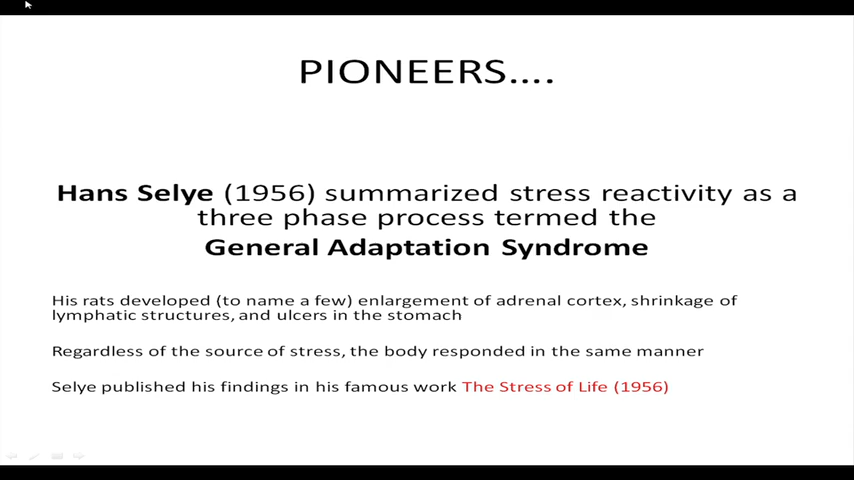 PIONEERS....
Hans Selye (1956) summarized stress reactivity as a
three phase process termed the
General Adaptation Syndrome
His rats developed (to name a few) enlargement of adrenal cortex, shrinkage of
lymphatic structures, and ulcers in the stomach
Regardless of the source of stress, the body responded in the same manner
Selye published his findings in his famous work The Stress of Life (1956)